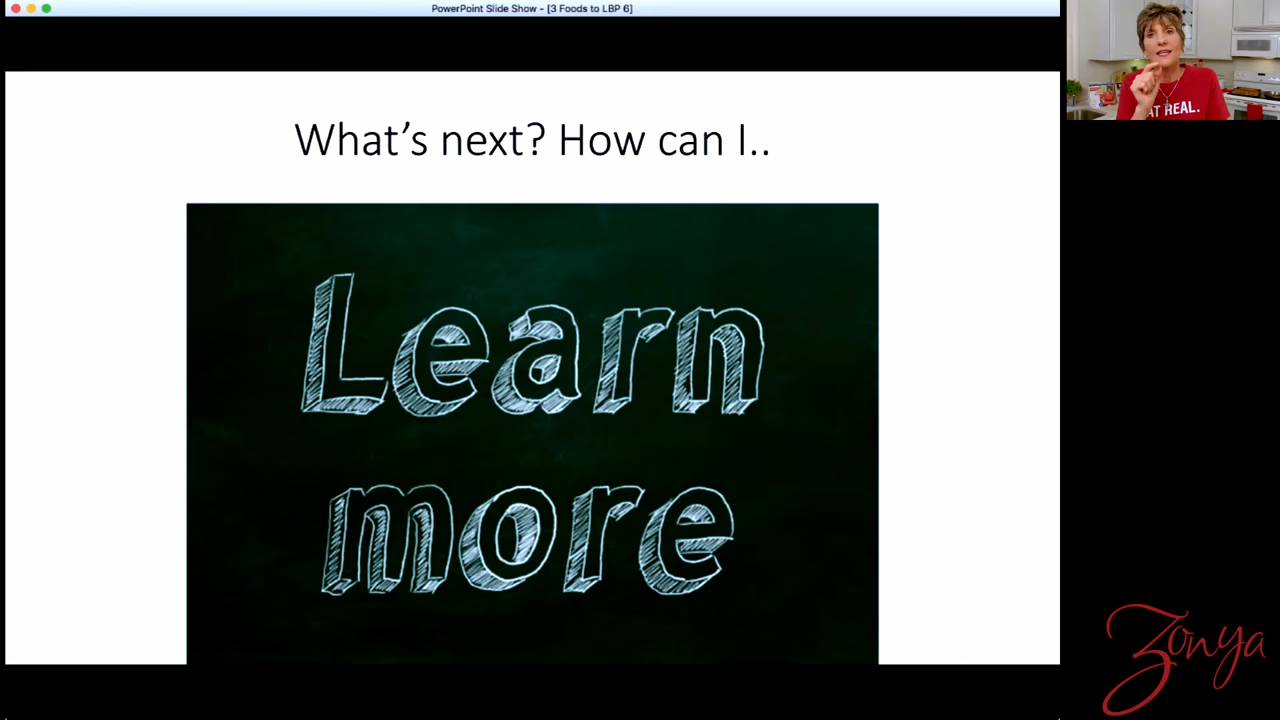 PowerPoint Slide Show - [3 Foods to LBP 6]
What's next? How can I..
Learn
more
AT REAL.
Zonya